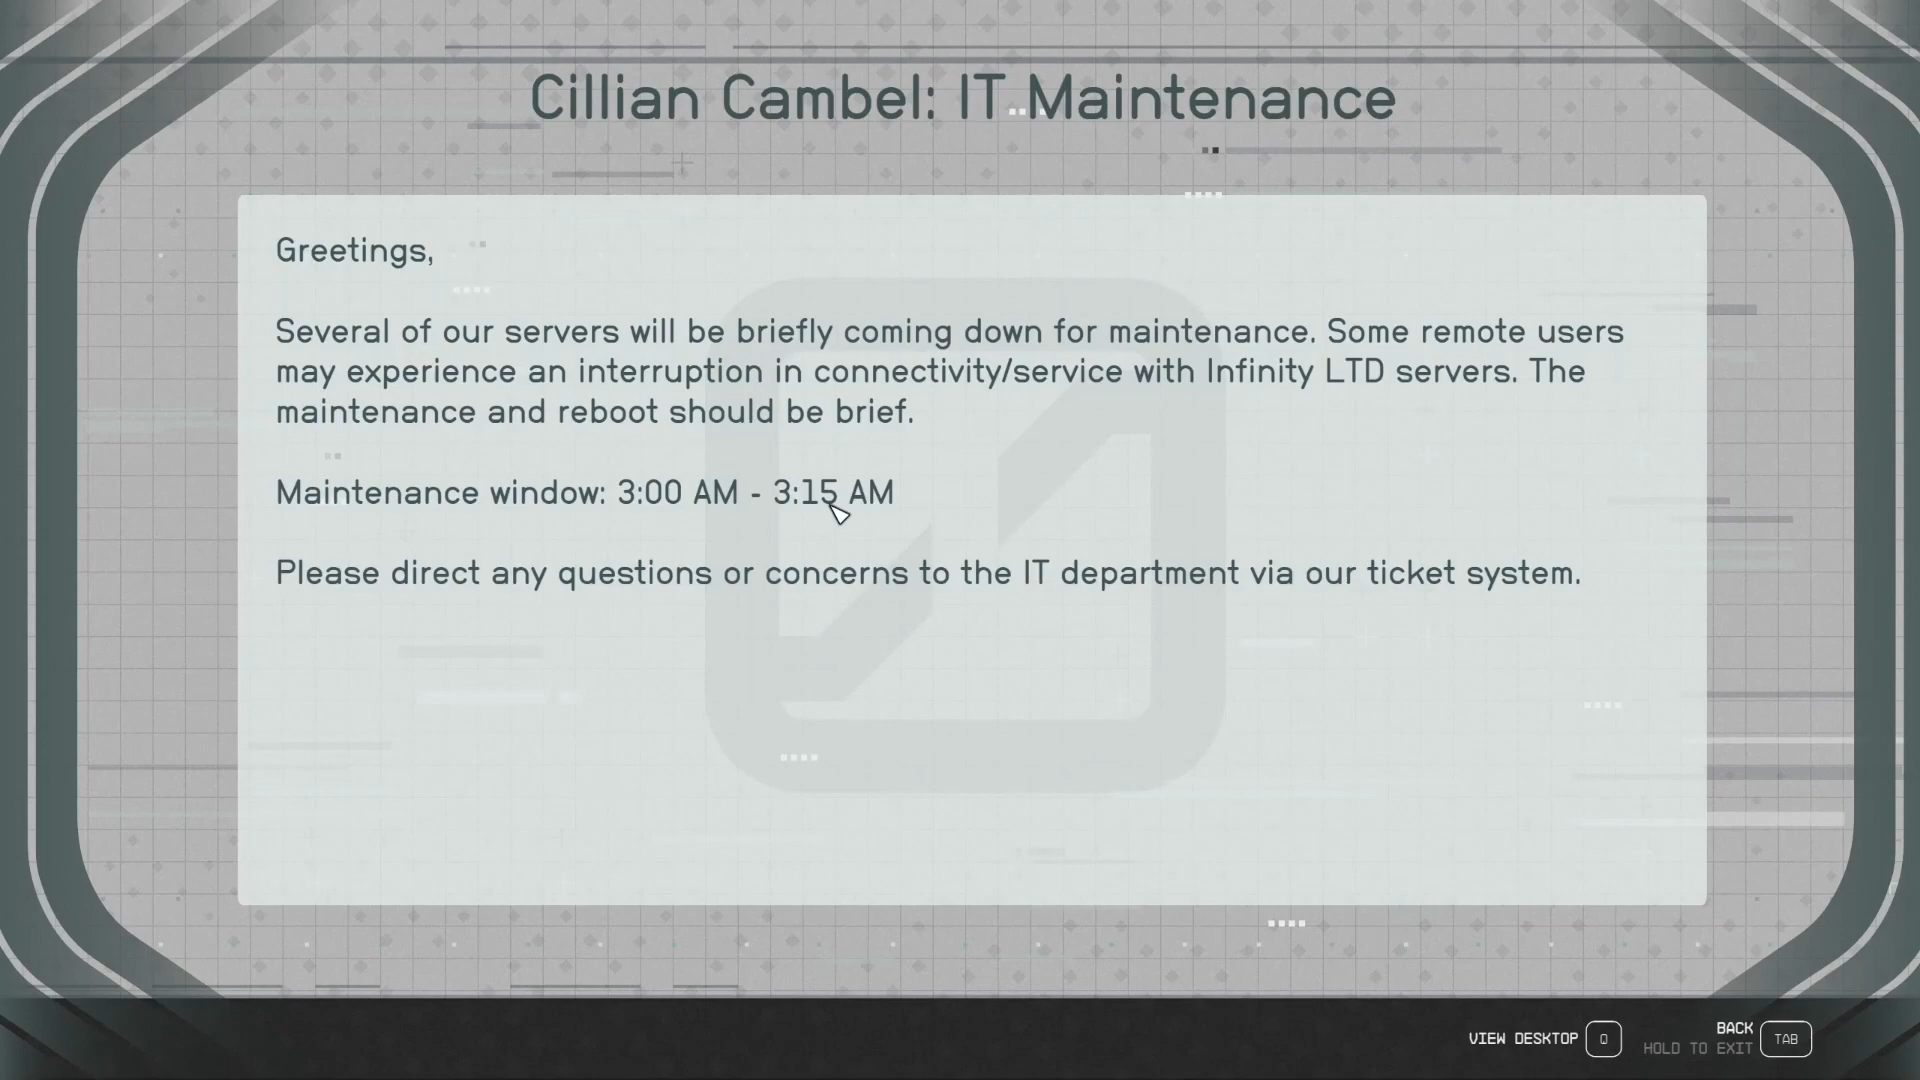 Cillian Cambel: IT Maintenance
Greetings,
Several of our servers will be briefly coming down for maintenance. Some remote users
may experience an interruption in connectivity/service with Infinity LTD servers. The
maintenance and reboot should be brief.
Maintenance window: 3:00 AM - 3:15 AM
Please direct any questions or concerns to the IT department via our ticket system.
VIEW DESKTOP Q
BACK
HOLD TO EXIT TAB